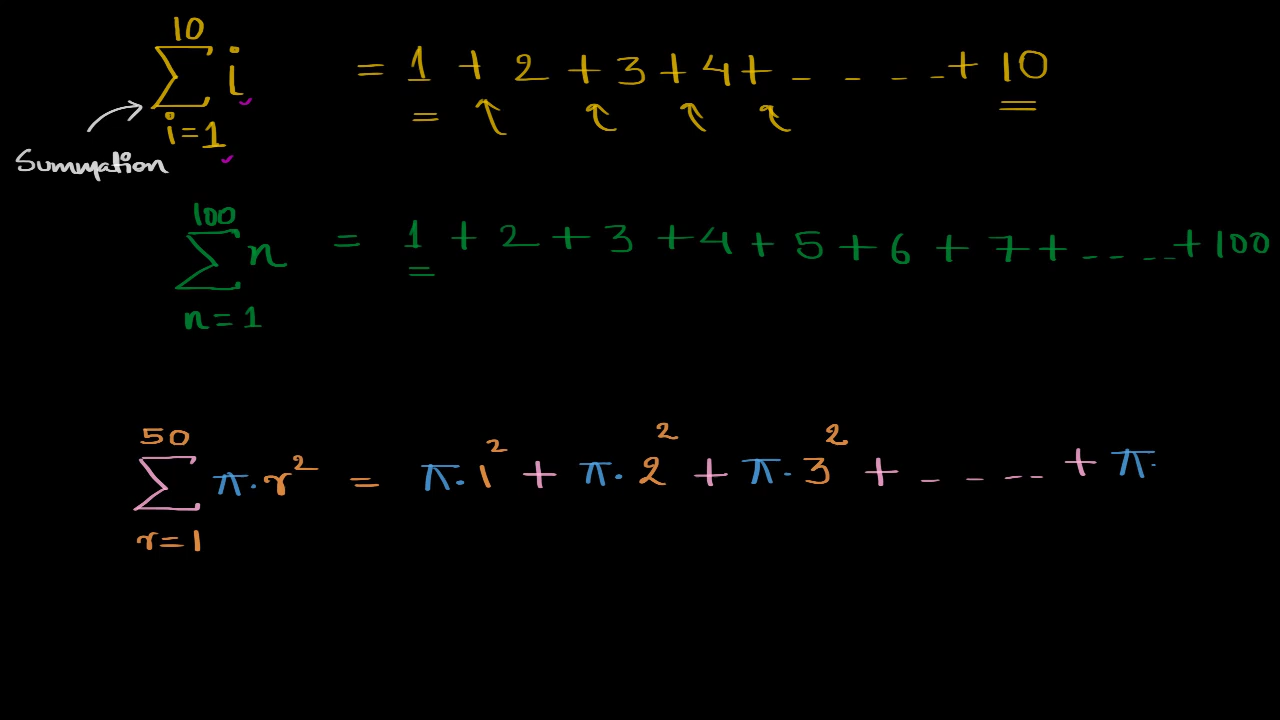 10
∑ i = 1 + 2 + 3 + 4 + - - - - + 10
i = 1
Summation
100
∑ n = 1 + 2 + 3 + 4 + 5 + 6 + 7 + - - - - + 100
n = 1
50
∑ π · r² = π · 1² + π · 2² + π · 3² + - - - - + π ·
r = 1